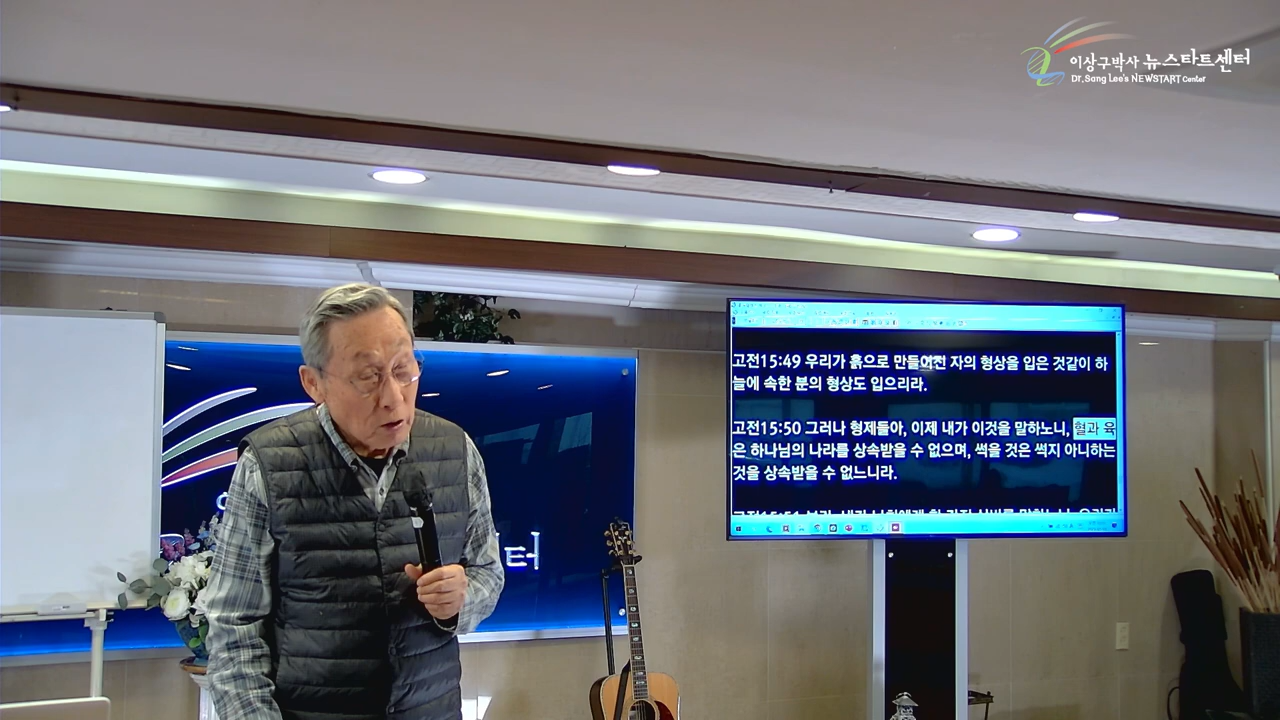 이상구박사 뉴스타트센터
Dr. Sang Lee's NEWSTART Center
고전15:49 우리가 흙으로 만들어진 자의 형상을 입은 것같이 하
늘에 속한 분의 형상도 입으리라.
고전15:50 그러나 형제들아, 이제 내가 이것을 말하노니, 혈과 육
은 하나님의 나라를 상속받을 수 없으며, 썩을 것은 썩지 아니하는
것을 상속받을 수 없느니라.
터